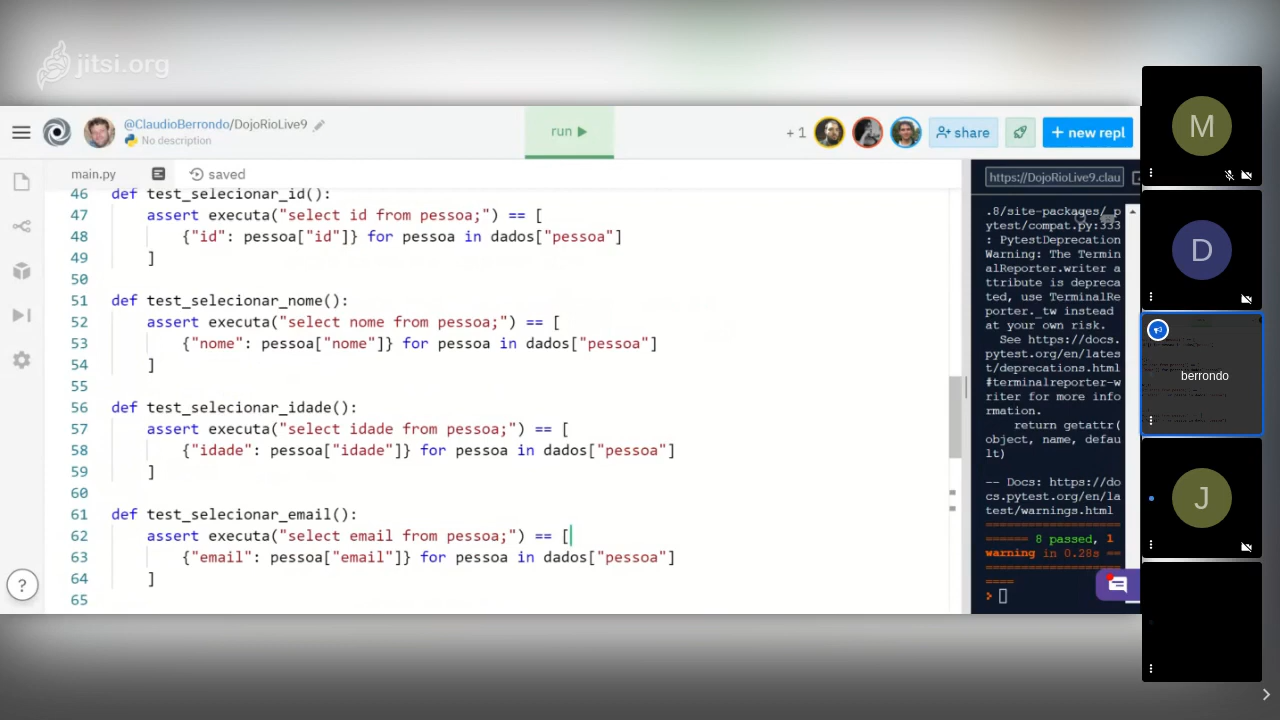 jitsi.org
@ClaudioBerrondo/DojoRioLive9
No description
run
+ 1
share
+ new repl
main.py
saved
https://DojoRioLive9.clau
46 def test_selecionar_id():
47 assert executa("select id from pessoa;") == [
48 {"id": pessoa["id"]} for pessoa in dados["pessoa"]
49 ]
50
51 def test_selecionar_nome():
52 assert executa("select nome from pessoa;") == [
53 {"nome": pessoa["nome"]} for pessoa in dados["pessoa"]
54 ]
55
56 def test_selecionar_idade():
57 assert executa("select idade from pessoa;") == [
58 {"idade": pessoa["idade"]} for pessoa in dados["pessoa"]
59 ]
60
61 def test_selecionar_email():
62 assert executa("select email from pessoa;") == [
63 {"email": pessoa["email"]} for pessoa in dados["pessoa"]
64 ]
65
?
.8/site-packages/_p
ytest/compat.py:333
: PytestDeprecation
Warning: The Termin
alReporter.writer a
ttribute is depreca
ted, use TerminalRe
porter._tw instead
at your own risk.
See https://docs.
pytest.org/en/lates
t/deprecations.html
#terminalreporter-w
riter for more info
rmation.
return getattr(
object, name, defau
lt)
-- Docs: https://do
cs.pytest.org/en/la
test/warnings.html
===================
====== 8 passed, 1
warning in 0.28s ==
===================
====
M
D
berrondo
J